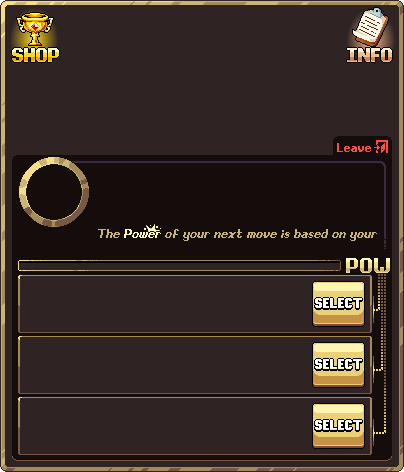 SHOP
INFO
Leave
The Power of your next move is based on your
POW
SELECT
SELECT
SELECT